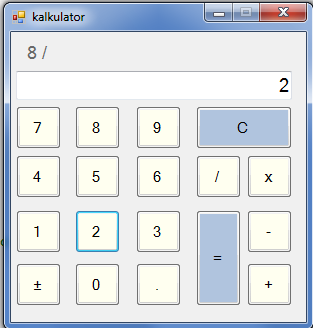 kalkulator
8 /
2
7 8 9 C
4 5 6 / x
1 2 3 = -
± 0 . +